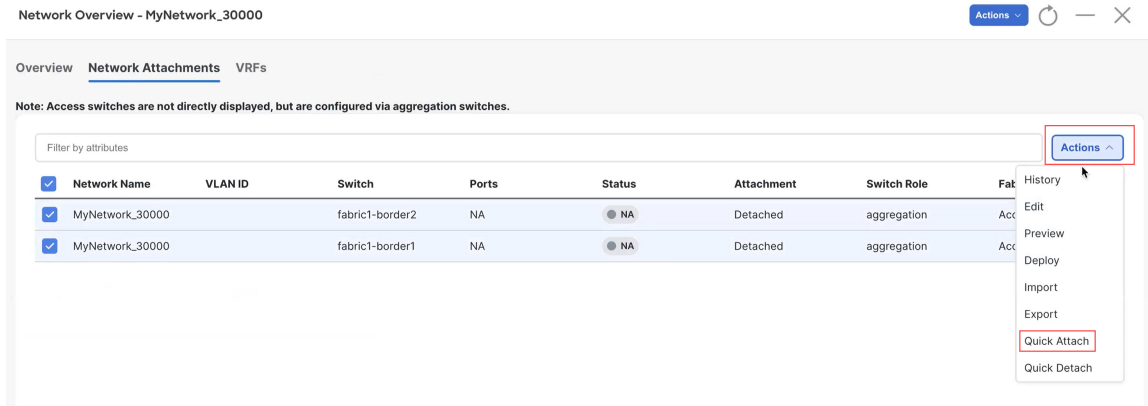 Network Overview - MyNetwork_30000 Actions
Overview Network Attachments VRFs
Note: Access switches are not directly displayed, but are configured via aggregation switches.
Filter by attributes Actions
Network Name VLAN ID Switch Ports Status Attachment Switch Role Fab
MyNetwork_30000 fabric1-border2 NA NA Detached aggregation Acc
MyNetwork_30000 fabric1-border1 NA NA Detached aggregation Acc
History
Edit
Preview
Deploy
Import
Export
Quick Attach
Quick Detach